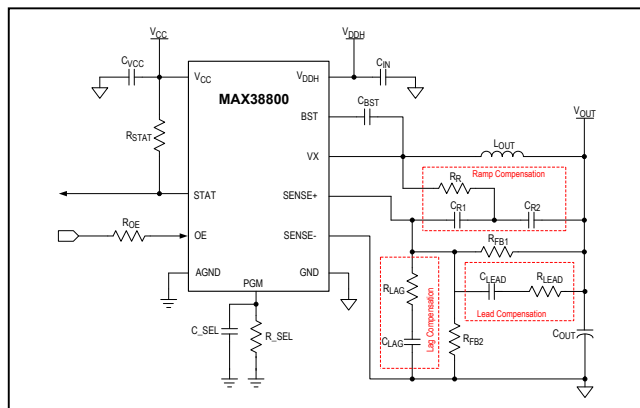 VCC
VDDH
CVCC
CIN
VCC
VDDH
MAX38800
CBST
BST
VOUT
RSTAT
LOUT
VX
Ramp Compensation
RR
STAT
SENSE+
CR1
CR2
ROE
OE
SENSE-
RFB1
AGND
GND
CLEAD
RLEAD
RLAG
PGM
Lead Compensation
Lag Compensation
C_SEL
R_SEL
CLAG
RFB2
COUT